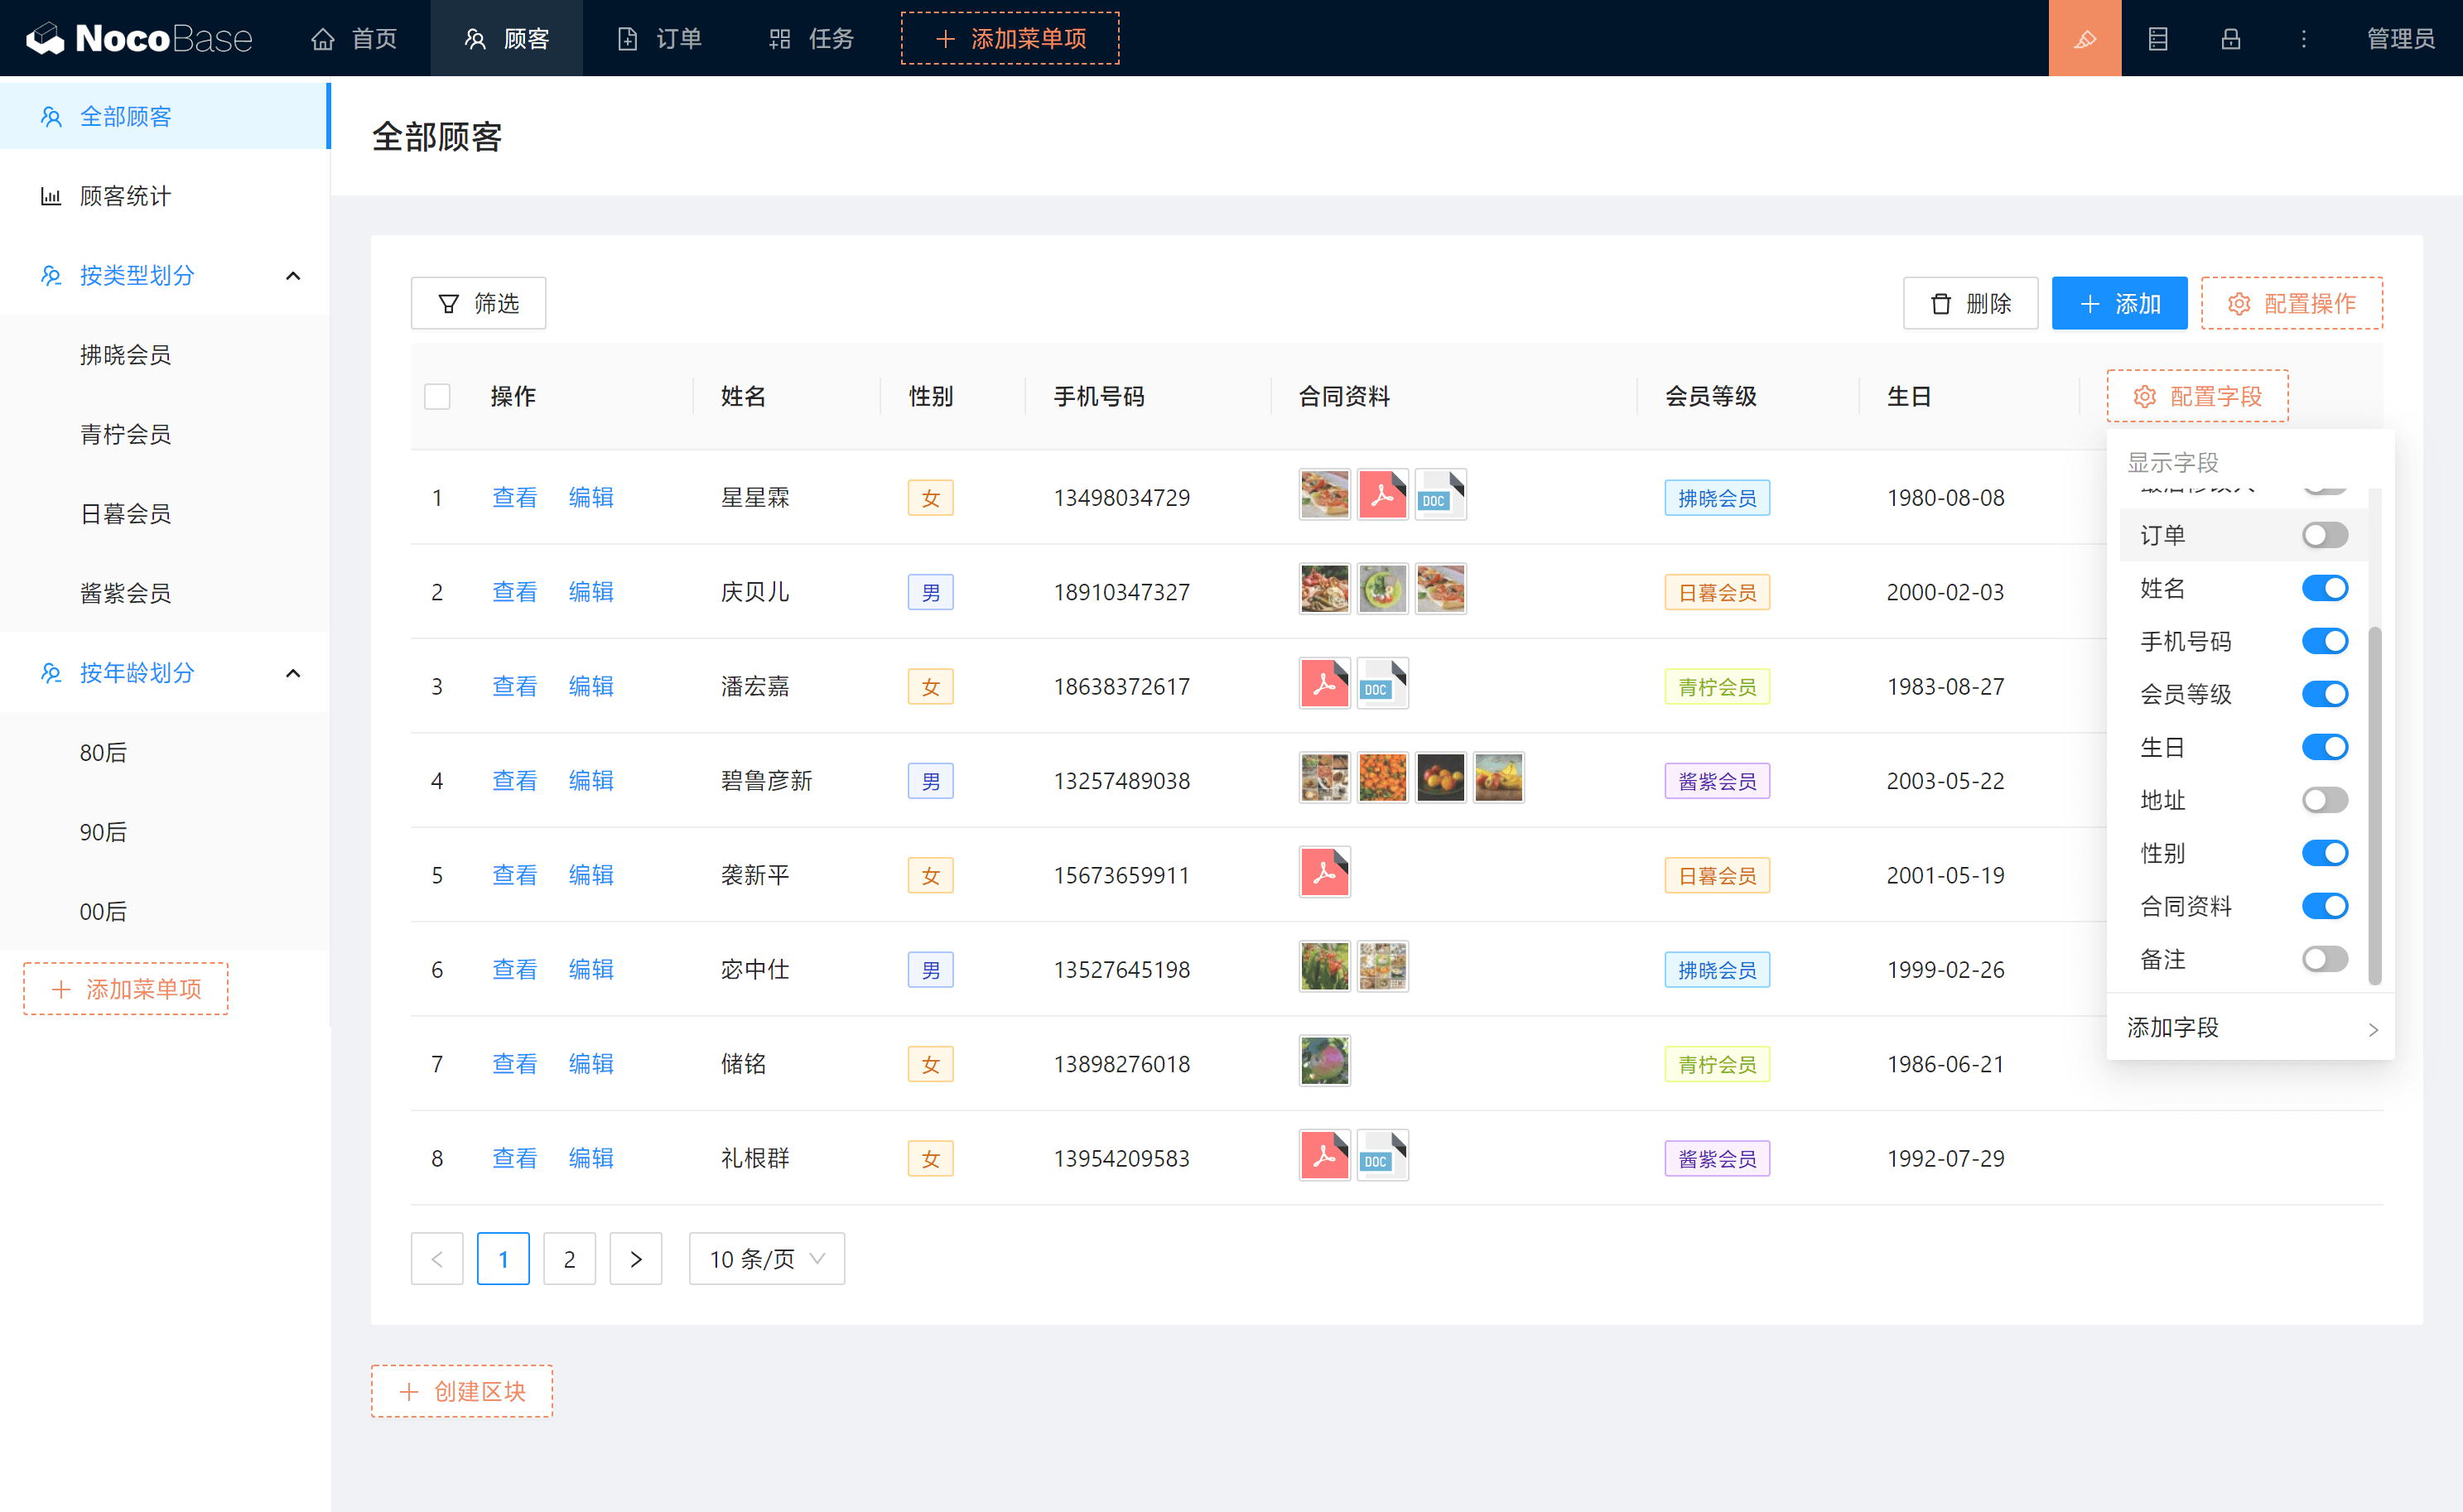 NocoBase 首页 顾客 订单 任务 添加菜单项 管理员
全部顾客
顾客统计
按类型划分
拂晓会员
青柠会员
日暮会员
酱紫会员
按年龄划分
80后
90后
00后
添加菜单项
全部顾客
筛选 删除 添加 配置操作
操作 姓名 性别 手机号码 合同资料 会员等级 生日 配置字段
1 查看 编辑 星星霖 女 13498034729 DOC 拂晓会员 1980-08-08
2 查看 编辑 庆贝儿 男 18910347327 日暮会员 2000-02-03
3 查看 编辑 潘宏嘉 女 18638372617 DOC 青柠会员 1983-08-27
4 查看 编辑 碧鲁彦新 男 13257489038 酱紫会员 2003-05-22
5 查看 编辑 袭新平 女 15673659911 日暮会员 2001-05-19
6 查看 编辑 宓中仕 男 13527645198 拂晓会员 1999-02-26
7 查看 编辑 储铭 女 13898276018 青柠会员 1986-06-21
8 查看 编辑 礼根群 女 13954209583 DOC 酱紫会员 1992-07-29
显示字段
订单
姓名
手机号码
会员等级
生日
地址
性别
合同资料
备注
添加字段
1 2 10 条/页
创建区块